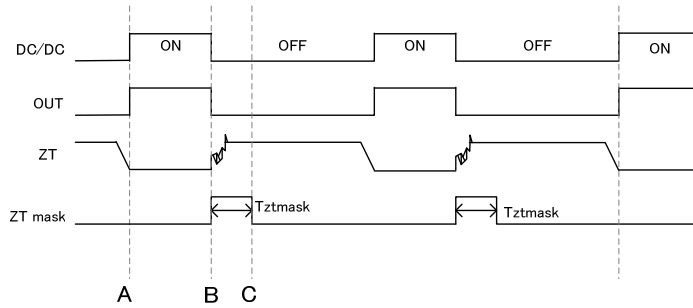 DC/DC
ON
OFF
ON
OFF
ON
OUT
ZT
ZT mask
Tztmask
Tztmask
A
B
C